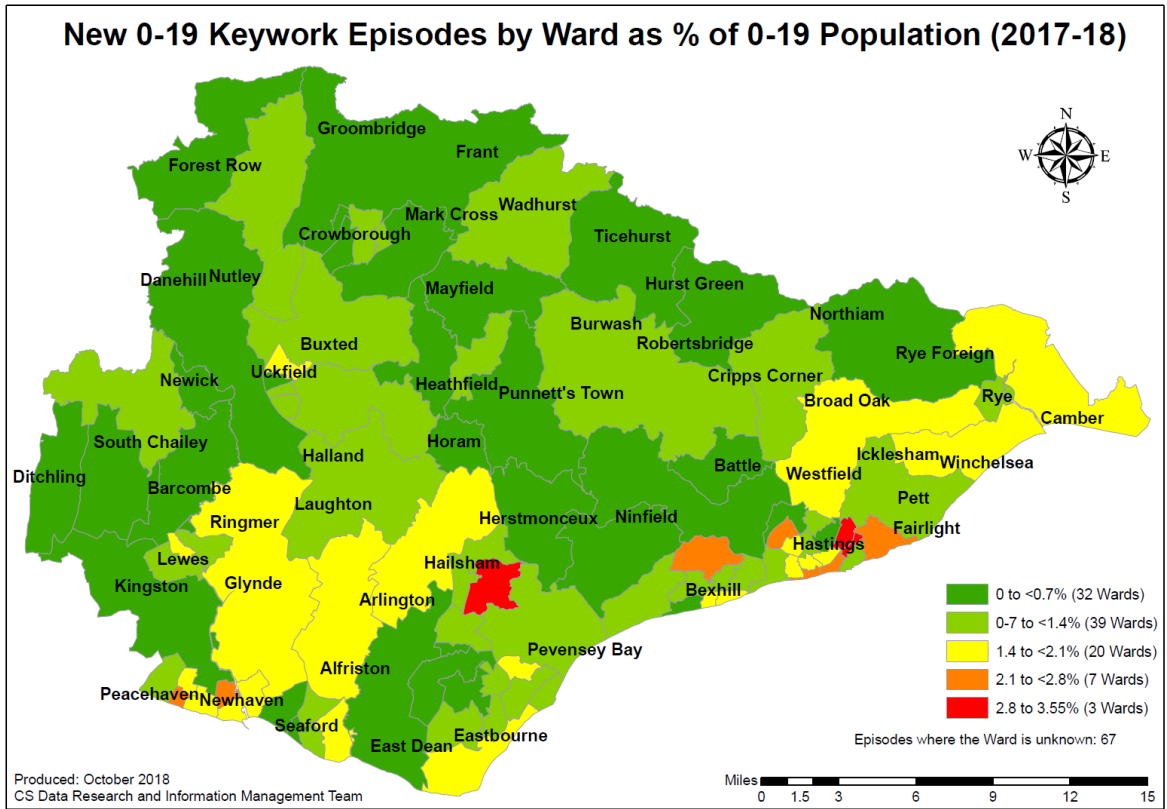 New 0-19 Keywork Episodes by Ward as % of 0-19 Population (2017-18)
N
W E
S
Groombridge
Frant
Forest Row
Wadhurst
Mark Cross
Crowborough
Ticehurst
Danehill
Nutley
Hurst Green
Mayfield
Northiam
Burwash
Buxted
Robertsbridge
Rye Foreign
Uckfield
Newick
Heathfield
Punnett's Town
Cripps Corner
Broad Oak
Rye
Camber
South Chailey
Horam
Halland
Icklesham
Winchelsea
Ditchling
Battle
Westfield
Barcombe
Laughton
Pett
Ringmer
Herstmonceux
Ninfield
Fairlight
Hastings
Lewes
Hailsham
Kingston
Glynde
Arlington
Bexhill
Pevensey Bay
Alfriston
Peacehaven
Newhaven
Seaford
Eastbourne
East Dean
0 to <0.7% (32 Wards)
0-7 to <1.4% (39 Wards)
1.4 to <2.1% (20 Wards)
2.1 to <2.8% (7 Wards)
2.8 to 3.55% (3 Wards)
Episodes where the Ward is unknown: 67
Produced: October 2018
CS Data Research and Information Management Team
Miles
0 1.5 3 6 9 12 15